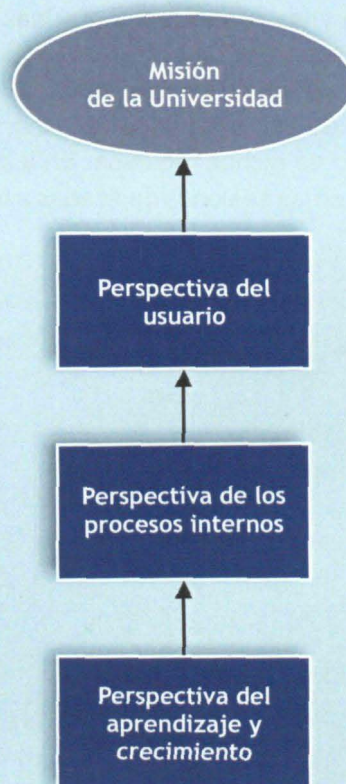 Misión
de la Universidad
Perspectiva del
usuario
Perspectiva de los
procesos internos
Perspectiva del
aprendizaje y
crecimiento